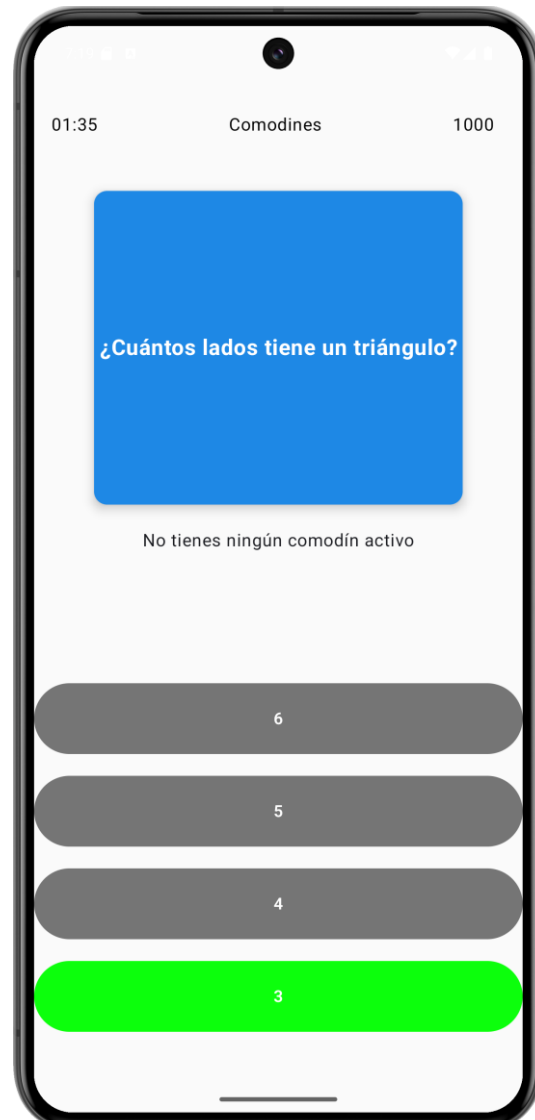 01:35 Comodines 1000
¿Cuántos lados tiene un triángulo?
No tienes ningún comodín activo
6
5
4
3